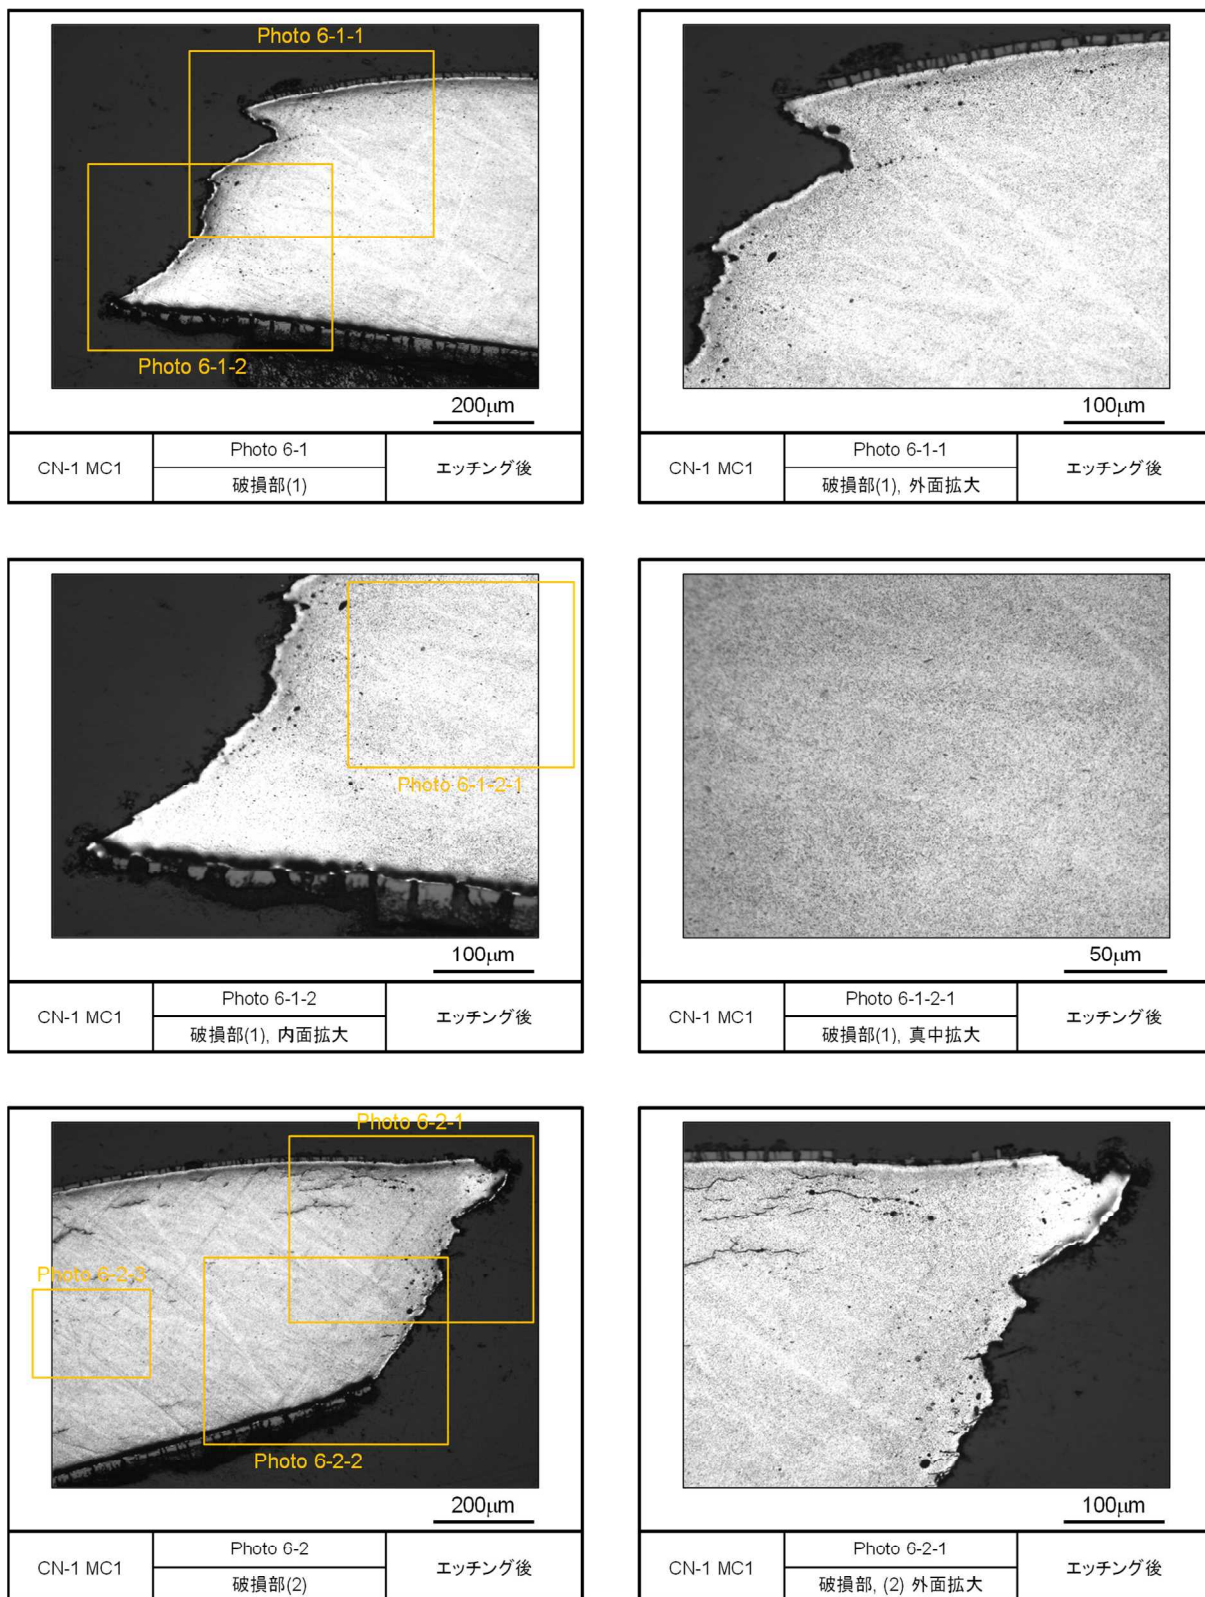 Photo 6-1-1
Photo 6-1-2
200μm
CN-1 MC1
Photo 6-1
破損部(1)
エッチング後
100μm
CN-1 MC1
Photo 6-1-1
破損部(1), 外面拡大
エッチング後
Photo 6-1-2-1
100μm
CN-1 MC1
Photo 6-1-2
破損部(1), 内面拡大
エッチング後
50μm
CN-1 MC1
Photo 6-1-2-1
破損部(1), 真中拡大
エッチング後
Photo 6-2-1
Photo 6-2-3
Photo 6-2-2
200μm
CN-1 MC1
Photo 6-2
破損部(2)
エッチング後
100μm
CN-1 MC1
Photo 6-2-1
破損部, (2) 外面拡大
エッチング後